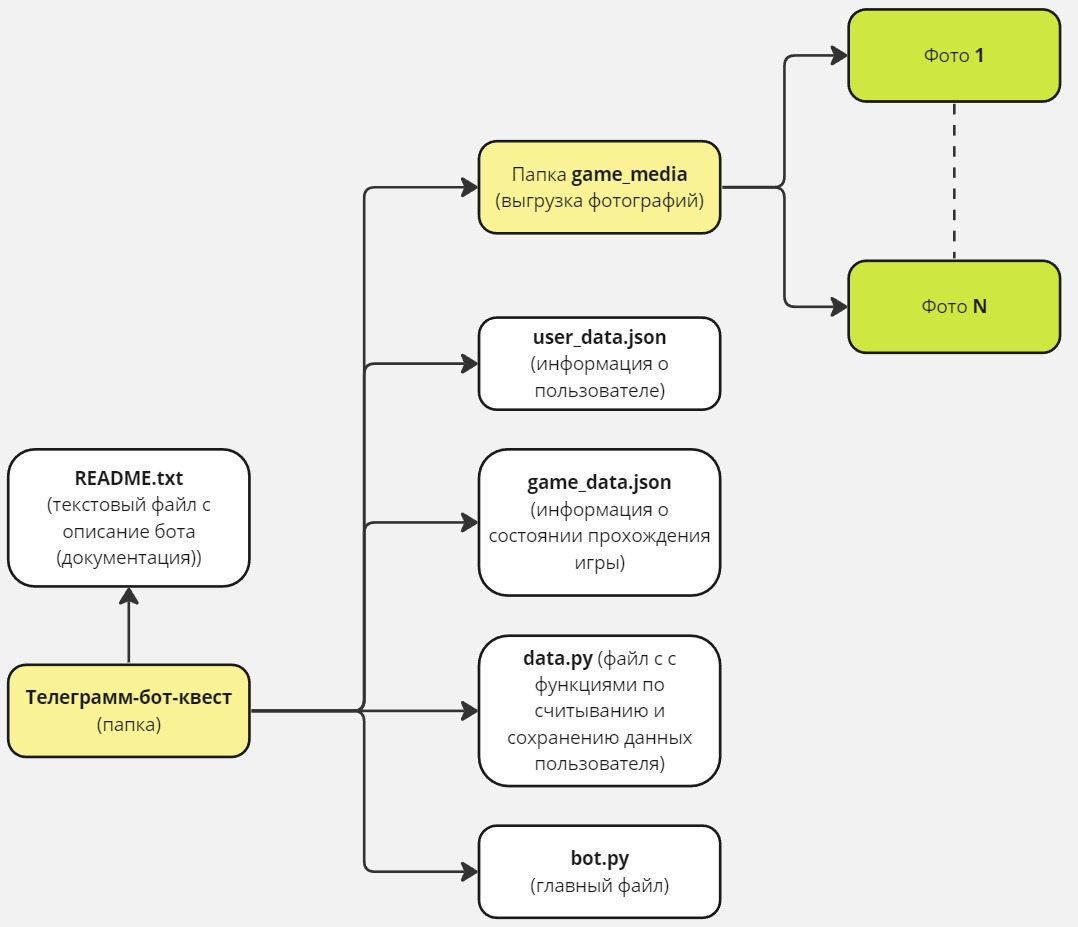 Фото 1
Папка game_media
(выгрузка фотографий)
Фото N
user_data.json
(информация о
пользователе)
README.txt
(текстовый файл с
описание бота
(документация))
game_data.json
(информация о
состоянии прохождения
игры)
Телеграмм-бот-квест
(папка)
data.py (файл с с
функциями по
считыванию и
сохранению данных
пользователя)
bot.py
(главный файл)